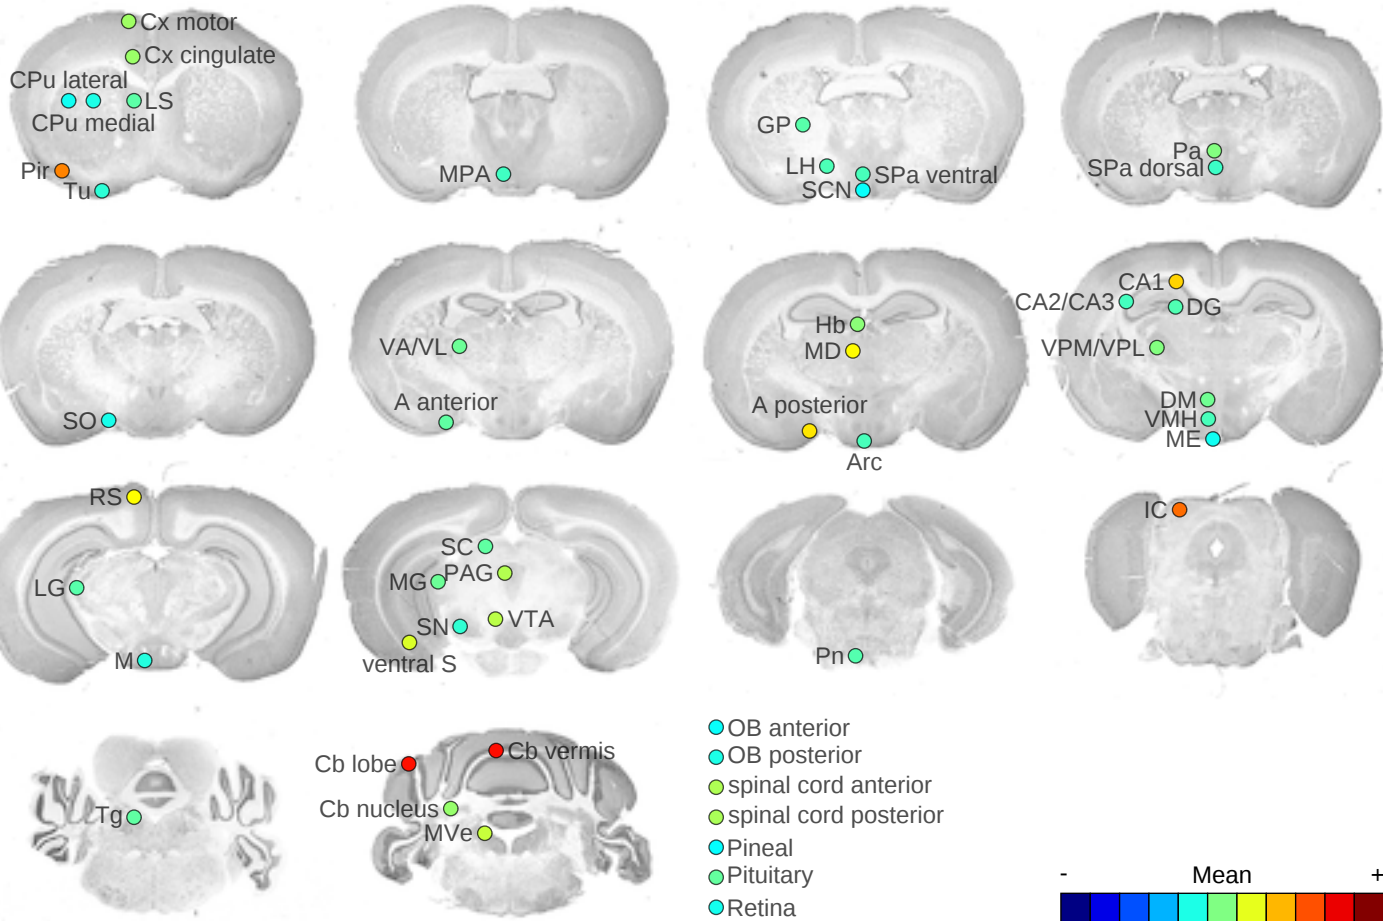 Cx motor
Cx cingulate
CPu lateral
LS
CPu medial
Pir
Tu
MPA
GP
LH
SPa ventral
SCN
Pa
SPa dorsal
SO
VA/VL
A anterior
Hb
MD
A posterior
Arc
CA1
CA2/CA3
DG
VPM/VPL
DM
VMH
ME
RS
LG
M
SC
MG
PAG
SN
VTA
ventral S
Pn
IC
Tg
Cb lobe
Cb vermis
Cb nucleus
MVe
OB anterior
OB posterior
spinal cord anterior
spinal cord posterior
Pineal
Pituitary
Retina
- Mean +